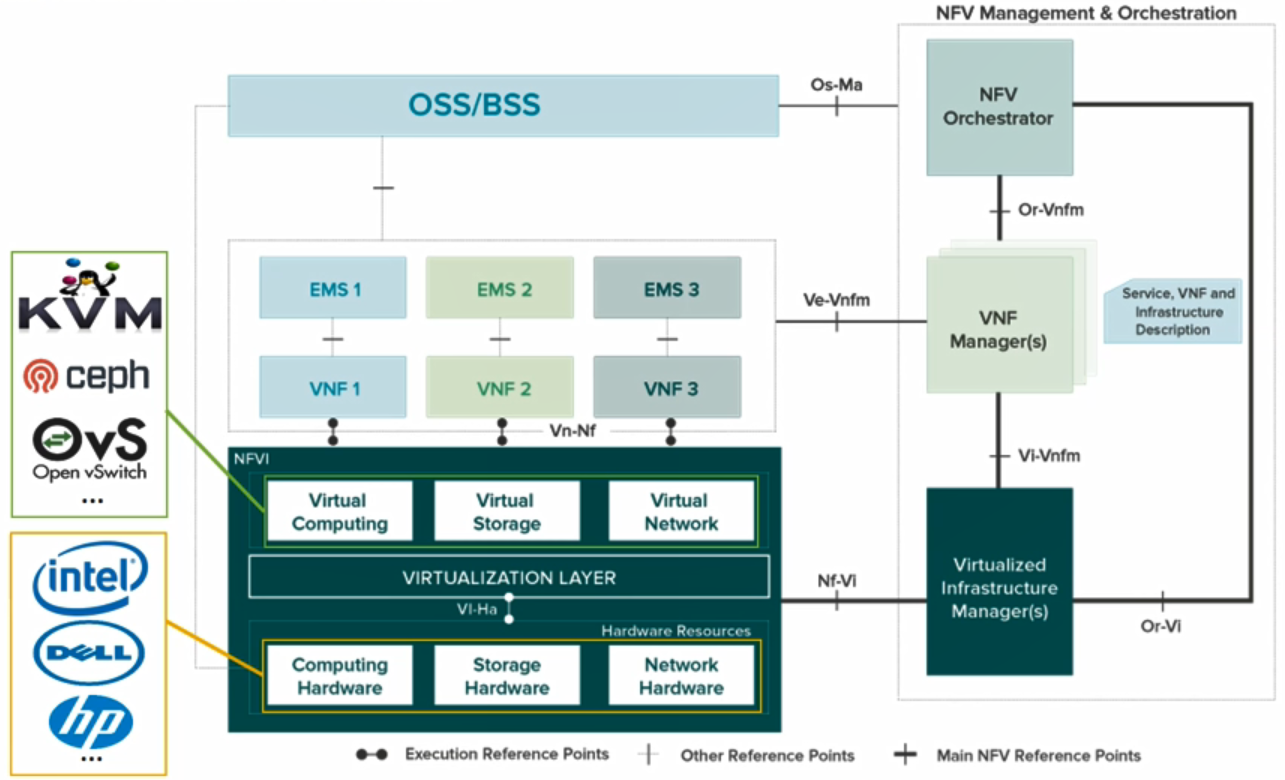 NFV Management & Orchestration
OSS/BSS
Os-Ma
NFV
Orchestrator
Or-Vnfm
EMS 1
EMS 2
EMS 3
Ve-Vnfm
VNF
Manager(s)
Service, VNF and
Infrastructure
Description
VNF 1
VNF 2
VNF 3
Vn-Nf
Vi-Vnfm
KVM
ceph
OvS
Open vSwitch
...
NFVI
Virtual
Computing
Virtual
Storage
Virtual
Network
VIRTUALIZATION LAYER
VI-Ha
Nf-Vi
Virtualized
Infrastructure
Manager(s)
Or-Vi
Hardware Resources
Computing
Hardware
Storage
Hardware
Network
Hardware
intel
DELL
hp
...
Execution Reference Points
Other Reference Points
Main NFV Reference Points